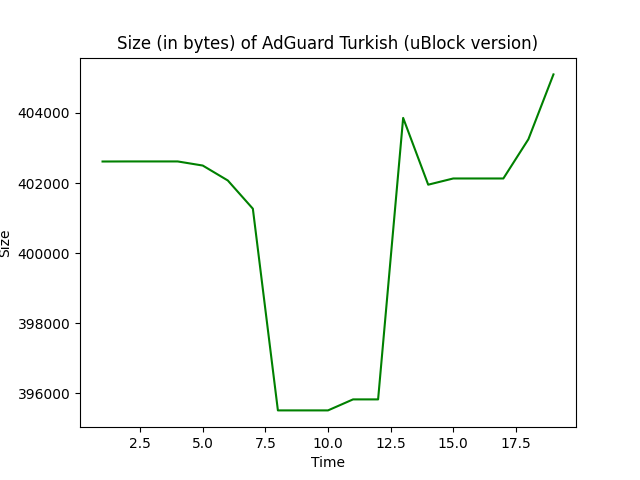 Size (in bytes) of AdGuard Turkish (uBlock version)
404000
402000
400000
398000
396000
Size
2.5 5.0 7.5 10.0 12.5 15.0 17.5
Time